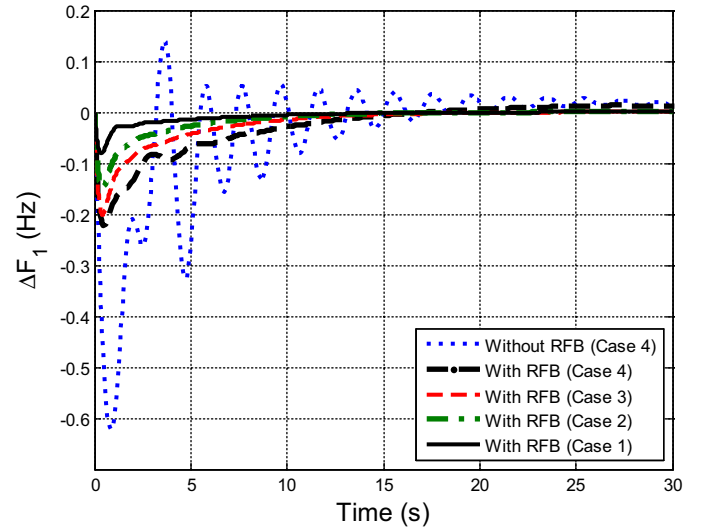 0.2
0.1
0
-0.1
-0.2
-0.3
-0.4
-0.5
-0.6
ΔF1 (Hz)
Without RFB (Case 4)
With RFB (Case 4)
With RFB (Case 3)
With RFB (Case 2)
With RFB (Case 1)
0 5 10 15 20 25 30
Time (s)